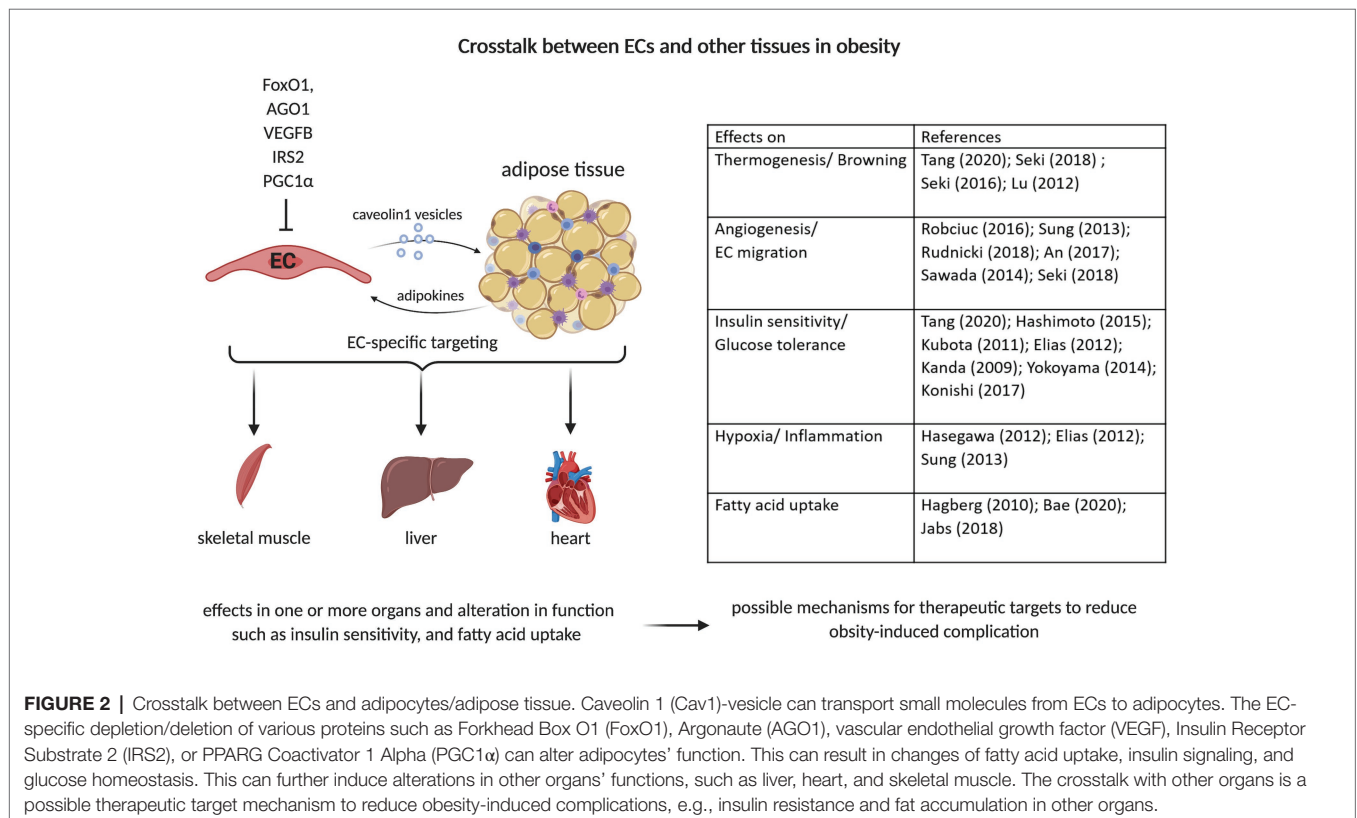 Crosstalk between ECs and other tissues in obesity
FoxO1,
AGO1
VEGFB
IRS2
PGC1α
adipose tissue
caveolin1 vesicles
EC
adipokines
EC-specific targeting
skeletal muscle
liver
heart
Effects on
References
Thermogenesis/ Browning
Tang (2020); Seki (2018) ;
Seki (2016); Lu (2012)
Angiogenesis/
EC migration
Robciuc (2016); Sung (2013);
Rudnicki (2018); An (2017);
Sawada (2014); Seki (2018)
Insulin sensitivity/
Glucose tolerance
Tang (2020); Hashimoto (2015);
Kubota (2011); Elias (2012);
Kanda (2009); Yokoyama (2014);
Konishi (2017)
Hypoxia/ Inflammation
Hasegawa (2012); Elias (2012);
Sung (2013)
Fatty acid uptake
Hagberg (2010); Bae (2020);
Jabs (2018)
effects in one or more organs and alteration in function
such as insulin sensitivity, and fatty acid uptake
possible mechanisms for therapeutic targets to reduce
obsity-induced complication
FIGURE 2 | Crosstalk between ECs and adipocytes/adipose tissue. Caveolin 1 (Cav1)-vesicle can transport small molecules from ECs to adipocytes. The EC-
specific depletion/deletion of various proteins such as Forkhead Box O1 (FoxO1), Argonaute (AGO1), vascular endothelial growth factor (VEGF), Insulin Receptor
Substrate 2 (IRS2), or PPARG Coactivator 1 Alpha (PGC1α) can alter adipocytes’ function. This can result in changes of fatty acid uptake, insulin signaling, and
glucose homeostasis. This can further induce alterations in other organs’ functions, such as liver, heart, and skeletal muscle. The crosstalk with other organs is a
possible therapeutic target mechanism to reduce obesity-induced complications, e.g., insulin resistance and fat accumulation in other organs.